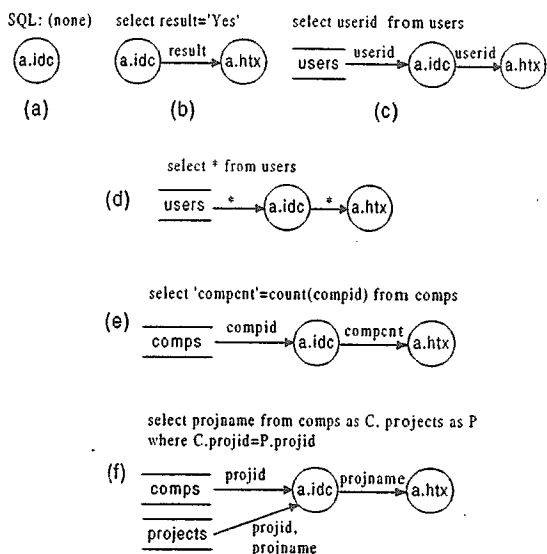 SQL: (none)
a.idc
(a)
select result='Yes'
a.idc result a.htx
(b)
select userid from users
users userid a.idc userid a.htx
(c)
select * from users
(d)
users * a.idc * a.htx
select 'compcnt'=count(compid) from comps
(e)
comps compid a.idc compcnt a.htx
select projname from comps as C, projects as P
where C.projid=P.projid
(f)
comps projid a.idc projname a.htx
projects projid,
projname